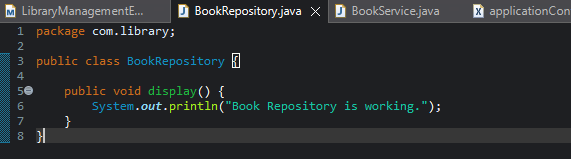 LibraryManagementE... BookRepository.java BookService.java applicationCon
1 package com.library;
2
3 public class BookRepository {
4
5 public void display() {
6 System.out.println("Book Repository is working.");
7 }
8 }